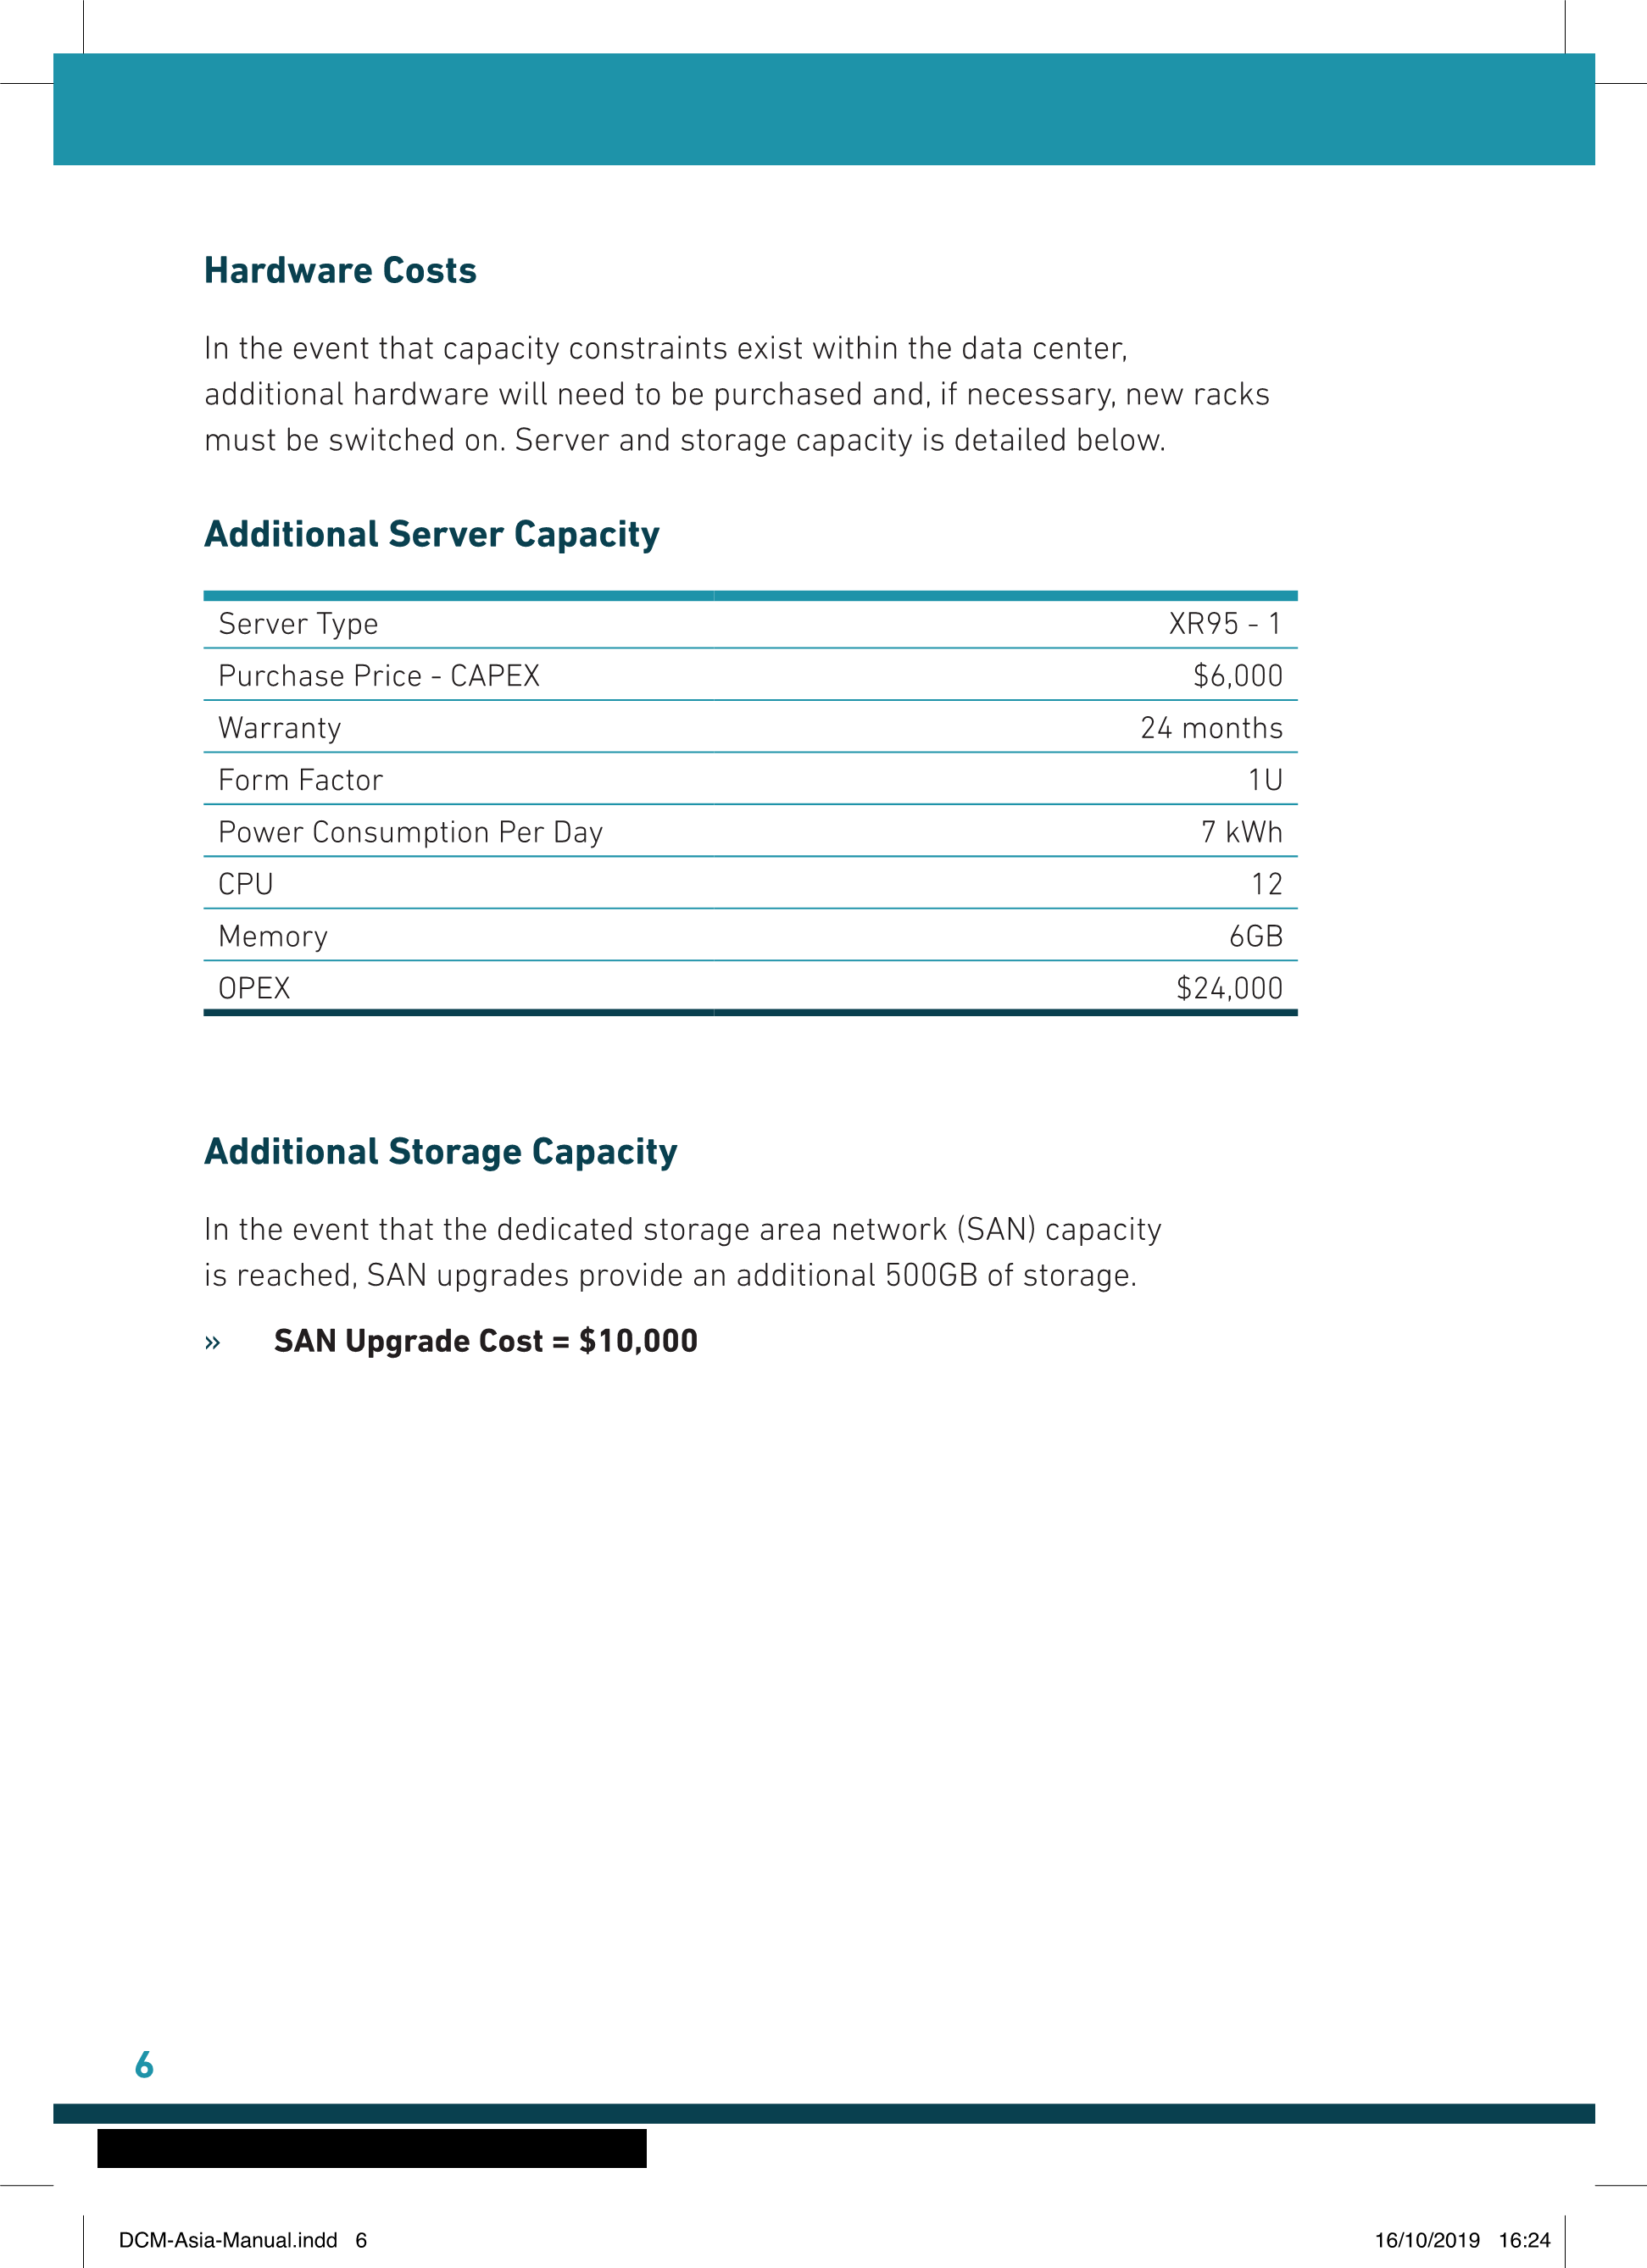 Hardware Costs
In the event that capacity constraints exist within the data center,
additional hardware will need to be purchased and, if necessary, new racks
must be switched on. Server and storage capacity is detailed below.
Additional Server Capacity
Server Type XR95 - 1
Purchase Price - CAPEX $6,000
Warranty 24 months
Form Factor 1U
Power Consumption Per Day 7 kWh
CPU 12
Memory 6GB
OPEX $24,000
Additional Storage Capacity
In the event that the dedicated storage area network (SAN) capacity
is reached, SAN upgrades provide an additional 500GB of storage.
» SAN Upgrade Cost = $10,000
6
DCM-Asia-Manual.indd 6 16/10/2019 16:24